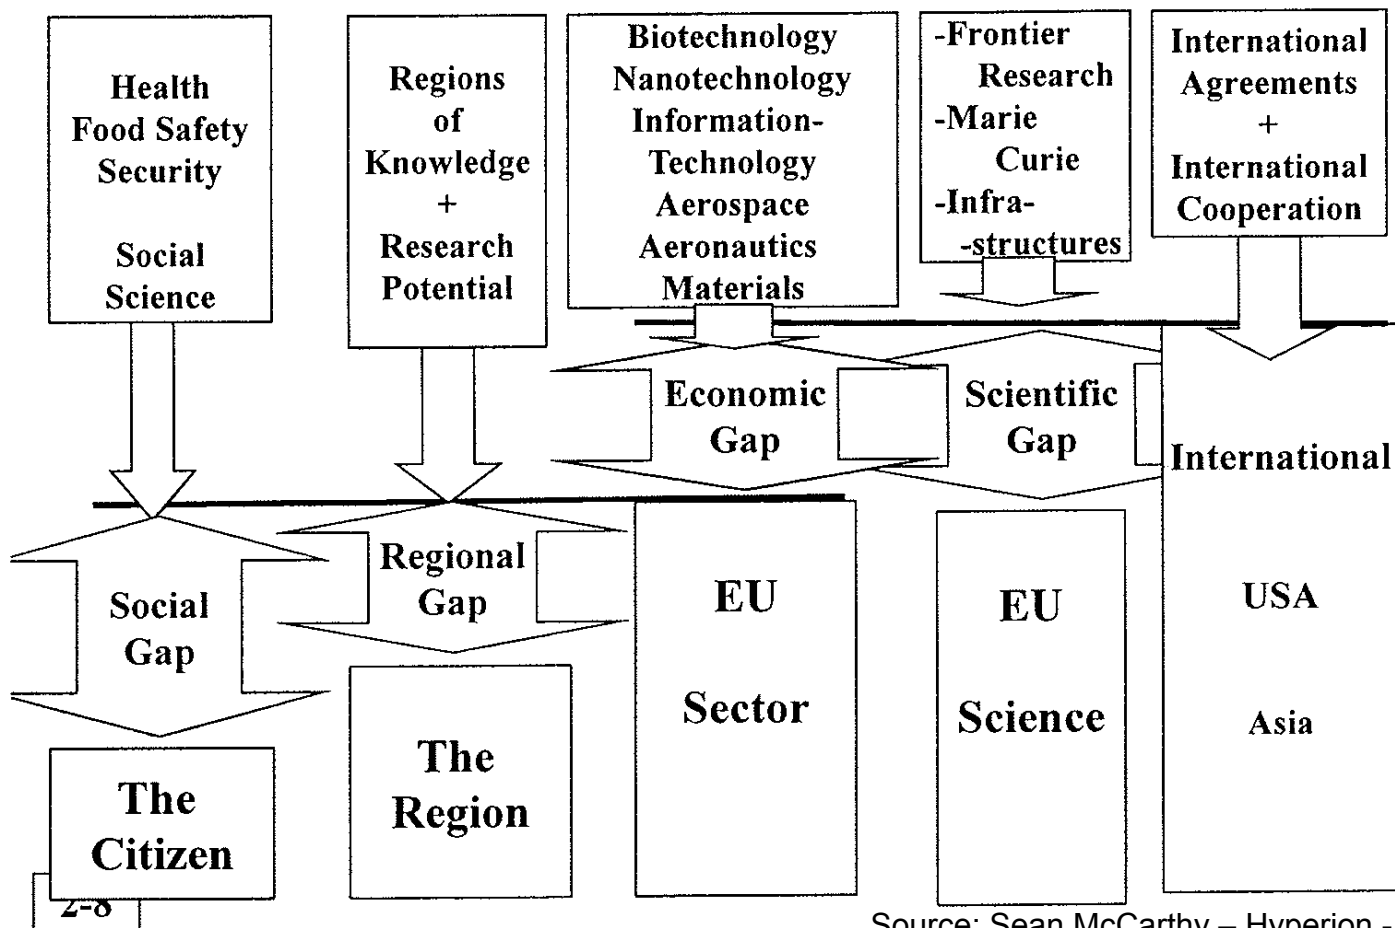 Health
Food Safety
Security
Social
Science
Regions
of
Knowledge
+
Research
Potential
Biotechnology
Nanotechnology
Information-
Technology
Aerospace
Aeronautics
Materials
-Frontier
Research
-Marie
Curie
-Infra-
-structures
International
Agreements
+
International
Cooperation
Economic
Gap
Scientific
Gap
International
USA
Asia
Social
Gap
Regional
Gap
EU
Sector
EU
Science
The
Citizen
The
Region
2-8
Source: Sean McCarthy – Hyperion -